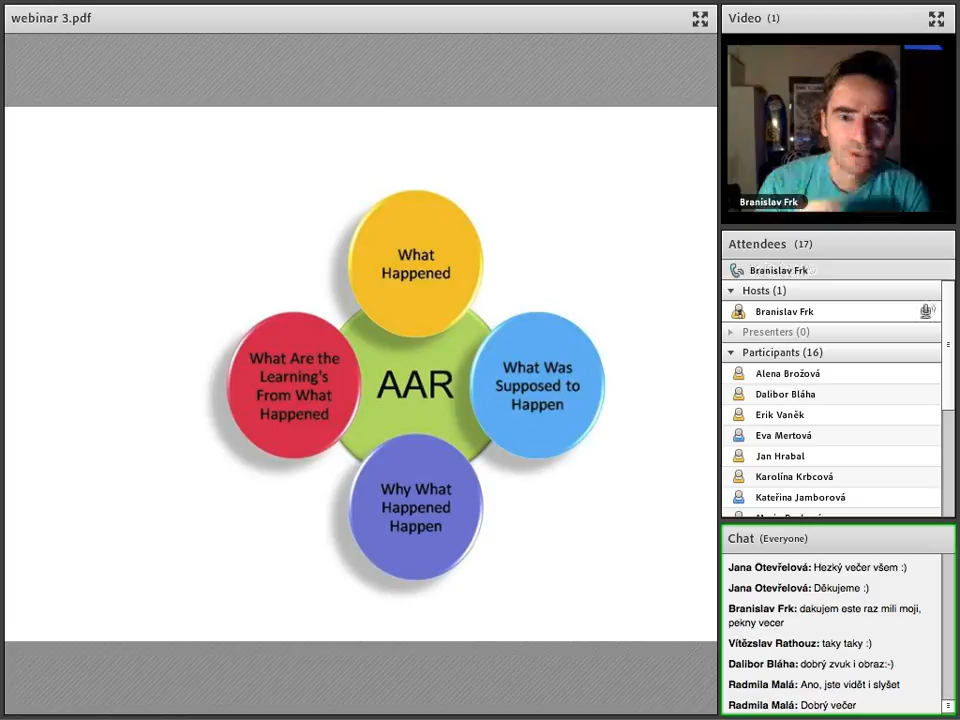 webinar 3.pdf
What
Happened
What Are the
Learning's
From What
Happened
AAR
What Was
Supposed to
Happen
Why What
Happened
Happen
Video (1)
Branislav Frk
Attendees (17)
Branislav Frk
Hosts (1)
Branislav Frk
Presenters (0)
Participants (16)
Alena Brožová
Dalibor Bláha
Erik Vaněk
Eva Mertová
Jan Hrabal
Karolína Krbcová
Kateřina Jamborová
Chat (Everyone)
Jana Otevřelová: Hezký večer všem :)
Jana Otevřelová: Děkujeme :)
Branislav Frk: dakujem este raz mili moji,
pekny vecer
Vítězslav Rathouz: taky taky :)
Dalibor Bláha: dobrý zvuk i obraz:-)
Radmila Malá: Ano, jste vidět i slyšet
Radmila Malá: Dobrý večer